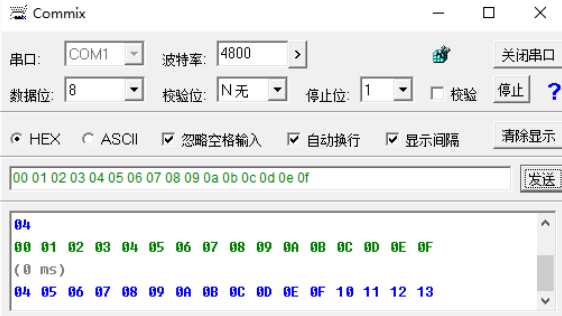 Commix
串口: COM1 波特率: 4800 > 关闭串口
数据位: 8 校验位: N 无 停止位: 1 校验 停止 ?
HEX ASCII 忽略空格输入 自动换行 显示间隔 清除显示
00 01 02 03 04 05 06 07 08 09 0a 0b 0c 0d 0e 0f 发送
04
00 01 02 03 04 05 06 07 08 09 0A 0B 0C 0D 0E 0F
(0 ms)
04 05 06 07 08 09 0A 0B 0C 0D 0E 0F 10 11 12 13